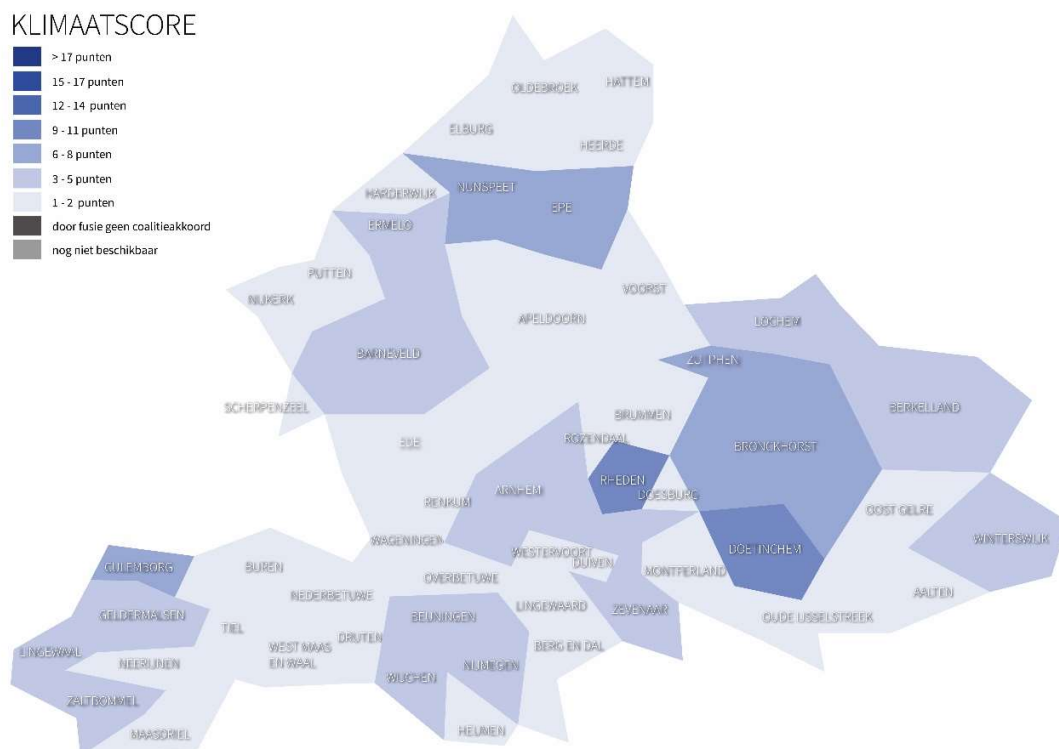 KLIMAATSCORE
> 17 punten
15 - 17 punten
12 - 14 punten
9 - 11 punten
6 - 8 punten
3 - 5 punten
1 - 2 punten
door fusie geen coalitieakkoord
nog niet beschikbaar
HATTEM
OLDEBROEK
ELBURG
HEERDE
NUNSPEET
HARDERWIJK
EPE
ERMELO
PUTTEN
VOORST
NIJKERK
APELDOORN
LOCHEM
BARNEVELD
ZUTPHEN
SCHERPENZEEL
BERKELLAND
BRUMMEN
EDE
ROZENDAAL
BRONCKHORST
RHEDEN
ARNHEM
DOESBURG
RENKUM
OOST GELRE
WAGENINGEN
WINTERSWIJK
WESTERVOORT
DOETINCHEM
DUIVEN
CULEMBORG
BUREN
MONTFERLAND
OVERBETUWE
AALTEN
NEDERBETUWE
LINGEWAARD
ZEVENAAR
GELDERMALSEN
BEUNINGEN
OUDE IJSSELSTREEK
TIEL
DRUTEN
WEST MAAS
EN WAAL
BERG EN DAL
LINGEWAAL
NEERIJNEN
NIJMEGEN
WIJCHEN
ZALTBOMMEL
HEUMEN
MAASDRIEL